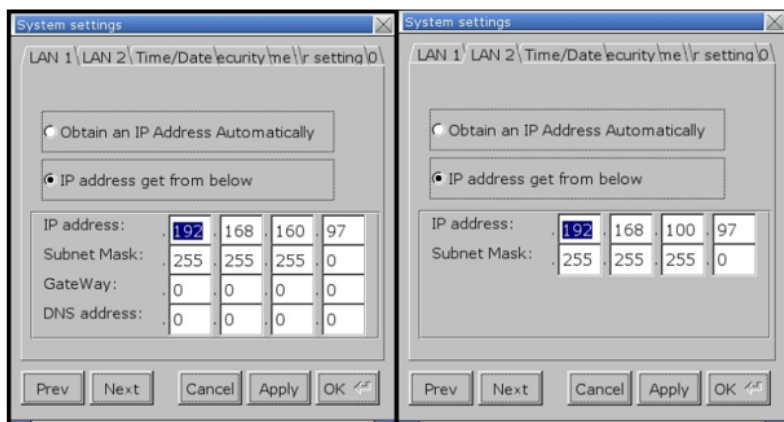 System settings
LAN 1 LAN 2 Time/Date ecurity me r setting 0
Obtain an IP Address Automatically
IP address get from below
IP address: . 192 . 168 . 160 . 97
Subnet Mask: . 255 . 255 . 255 . 0
GateWay: . 0 . 0 . 0 . 0
DNS address: . 0 . 0 . 0 . 0
Prev Next Cancel Apply OK
System settings
LAN 1 LAN 2 Time/Date ecurity me r setting 0
Obtain an IP Address Automatically
IP address get from below
IP address: . 192 . 168 . 100 . 97
Subnet Mask: . 255 . 255 . 255 . 0
Prev Next Cancel Apply OK